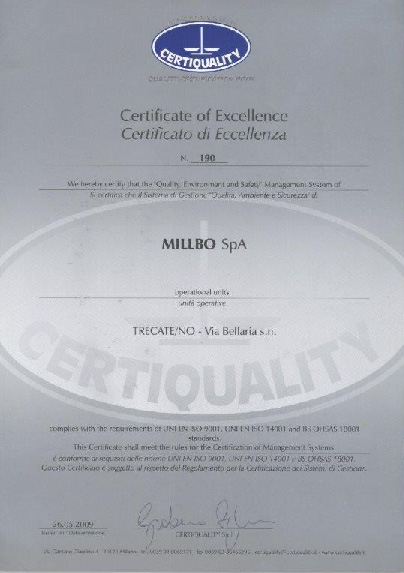 CERTIQUALITY
Certificate of Excellence
Certificato di Eccellenza
N. 190
We hereby certify that the "Quality, Environment and Safety" Management System of
Si certifica che il Sistema di Gestione "Qualità, Ambiente e Sicurezza" di
MILLBO SpA
operational units
unità operative
TRECATE/NO - Via Bellaria s.n.
CERTIQUALITY
complies with the requirements of UNI EN ISO 9001, UNI EN ISO 14001 and BS OHSAS 18001
standards.
This Certificate shall meet the rules for the Certification of Management Systems
è conforme ai requisiti delle norme UNI EN ISO 9001, UNI EN ISO 14001 e BS OHSAS 18001.
Questo Certificato è soggetto al rispetto del Regolamento per la Certificazione dei Sistemi di Gestione.
2009
CERTIQUALITY S.r.l.